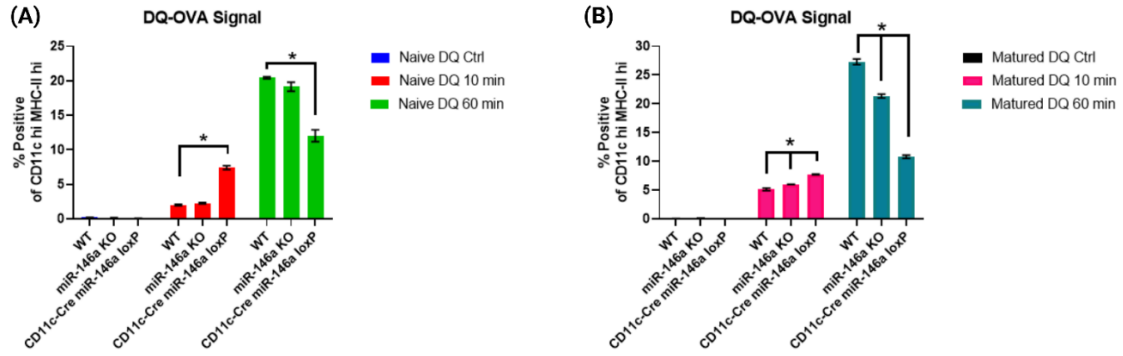 (A)
DQ-OVA Signal
% Positive
of CD11c hi MHC-II hi
25
20
15
10
5
0
*
*
WT
miR-146a KO
CD11c-Cre miR-146a loxP
WT
miR-146a KO
CD11c-Cre miR-146a loxP
WT
miR-146a KO
CD11c-Cre miR-146a loxP
Naive DQ Ctrl
Naive DQ 10 min
Naive DQ 60 min
(B)
DQ-OVA Signal
% Positive
of CD11c hi MHC-II hi
30
25
20
15
10
5
0
*
*
WT
miR-146a KO
CD11c-Cre miR-146a loxP
WT
miR-146a KO
CD11c-Cre miR-146a loxP
WT
miR-146a KO
CD11c-Cre miR-146a loxP
Matured DQ Ctrl
Matured DQ 10 min
Matured DQ 60 min